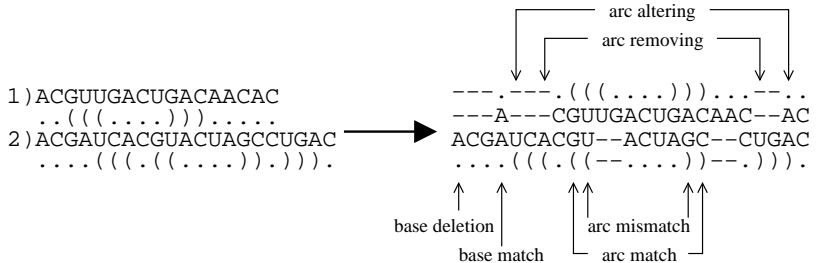 arc altering
arc removing
1)ACGUUGACUGACAACAC
..(((....))).....
2)ACGAUCACGUACUAGCCUGAC
....(((.((....)).))).
---.---.(((....)))...--..
---A---CGUUGACUGACAAC--AC
ACGAUCACGU--ACUAGC--CUGAC
....(((.((--....))--.))).
base deletion
arc mismatch
base match
arc match